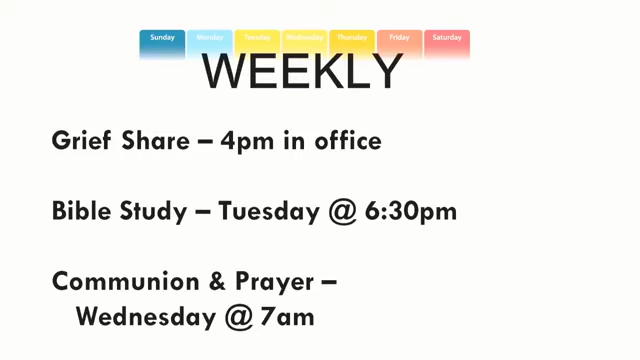 Sunday Monday Tuesday Wednesday Thursday Friday Saturday
WEEKLY
Grief Share – 4pm in office
Bible Study – Tuesday @ 6:30pm
Communion & Prayer –
Wednesday @ 7am